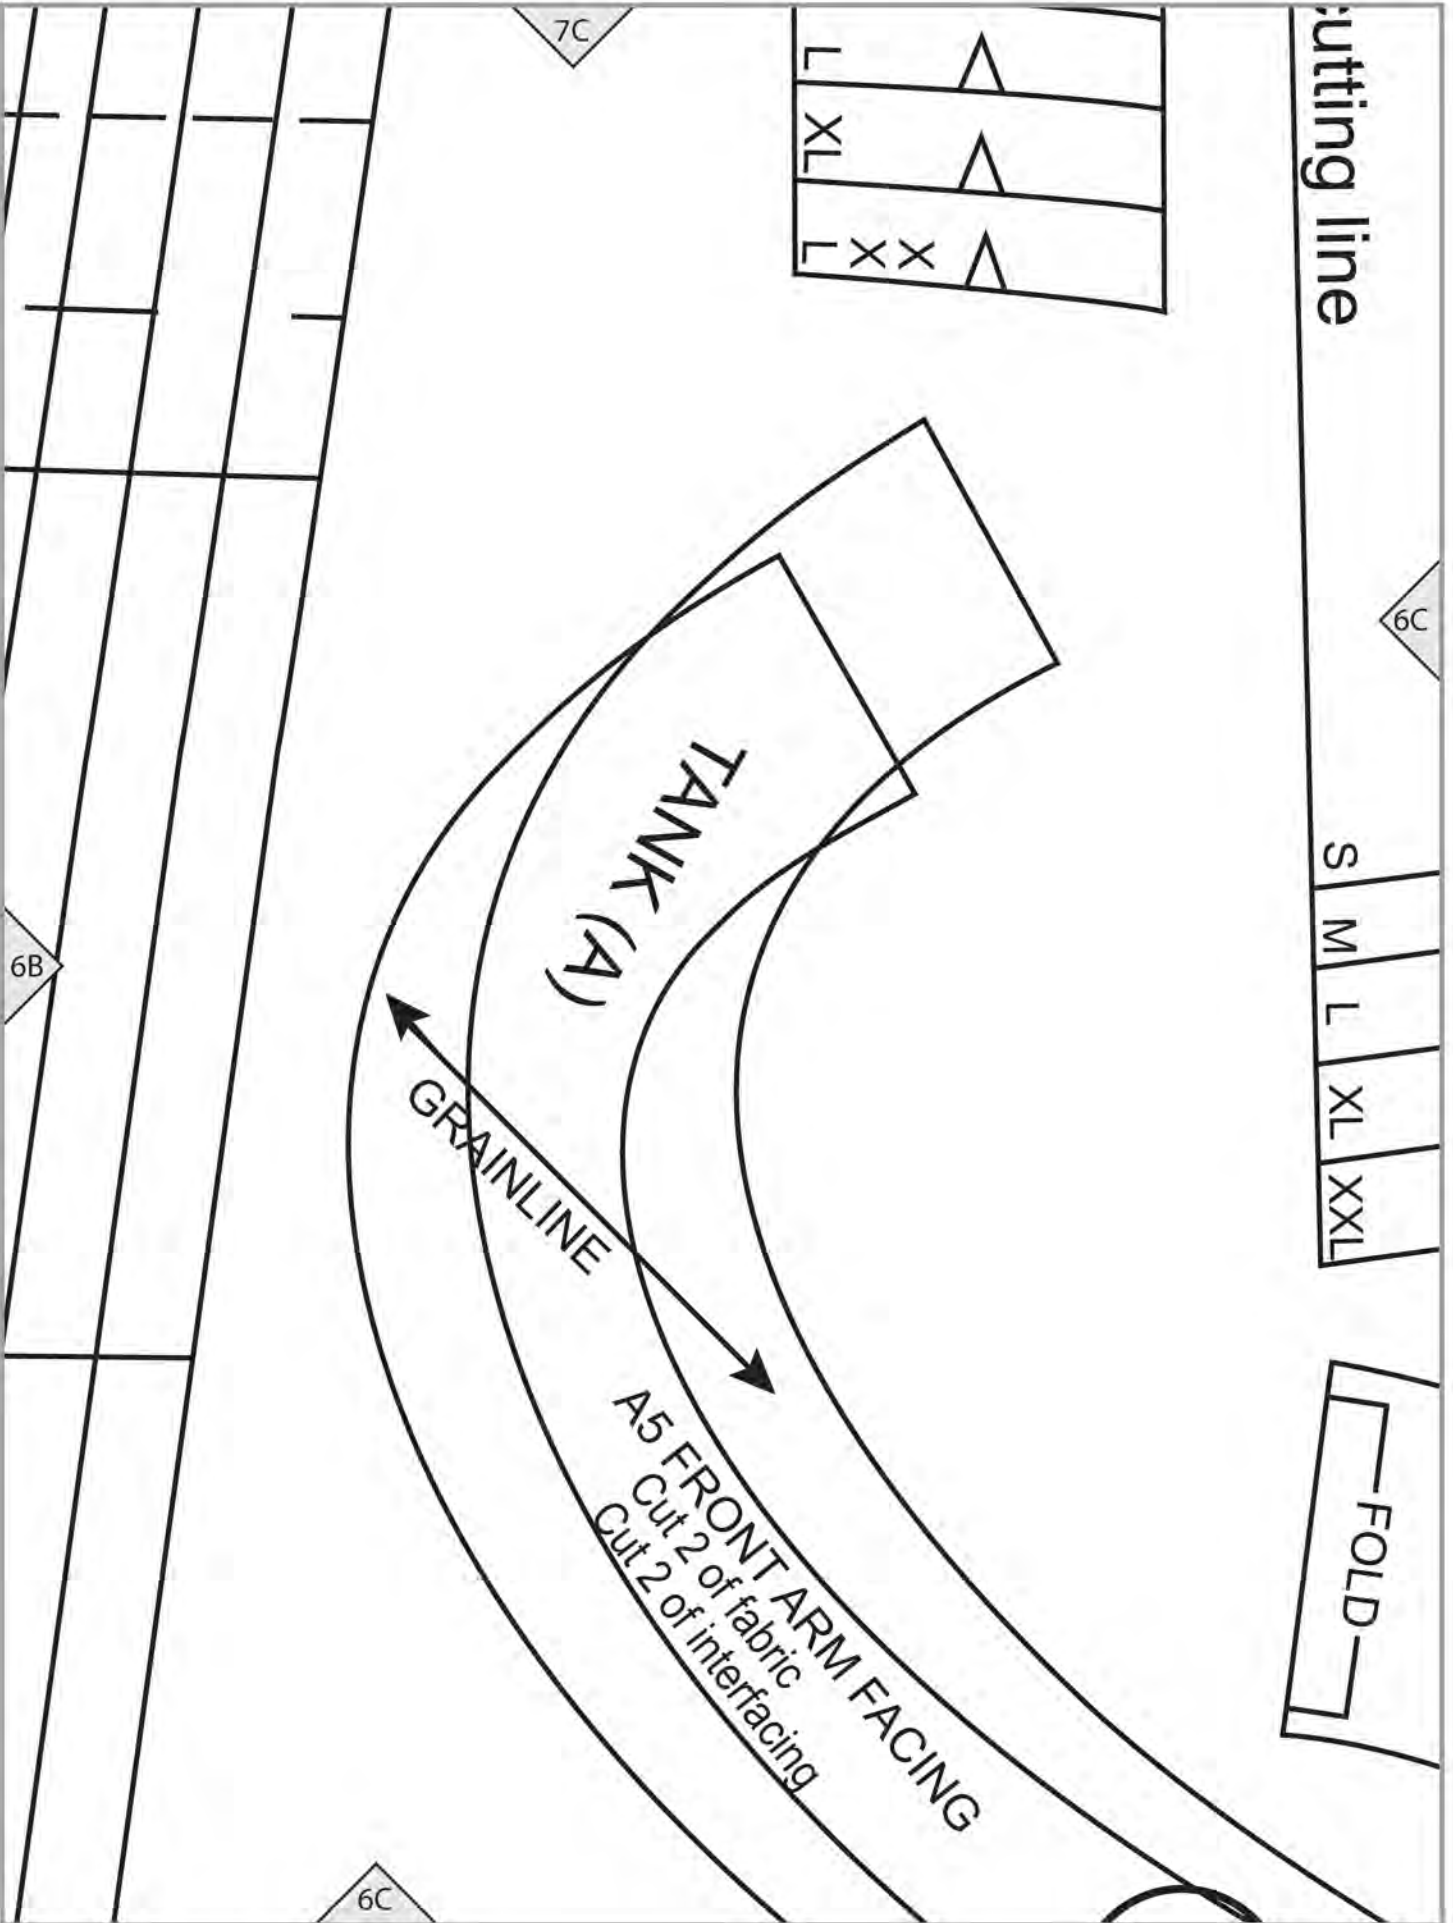 7C
L
XL
XXL
cutting line
6C
S
M
L
XL
XXL
TANK (A)
6B
GRAINLINE
A5 FRONT ARM FACING
Cut 2 of fabric
Cut 2 of interfacing
FOLD
6C